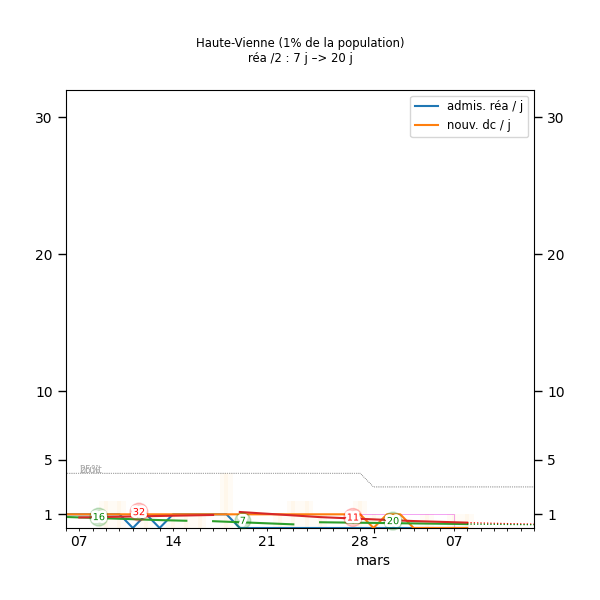 Haute-Vienne (1% de la population)
réa /2 : 7 j –> 20 j
admis. réa / j
nouv. dc / j
30 30
20 20
10 10
5 5
1 1
16 32 7 11 20
07 14 21 28 07
mars